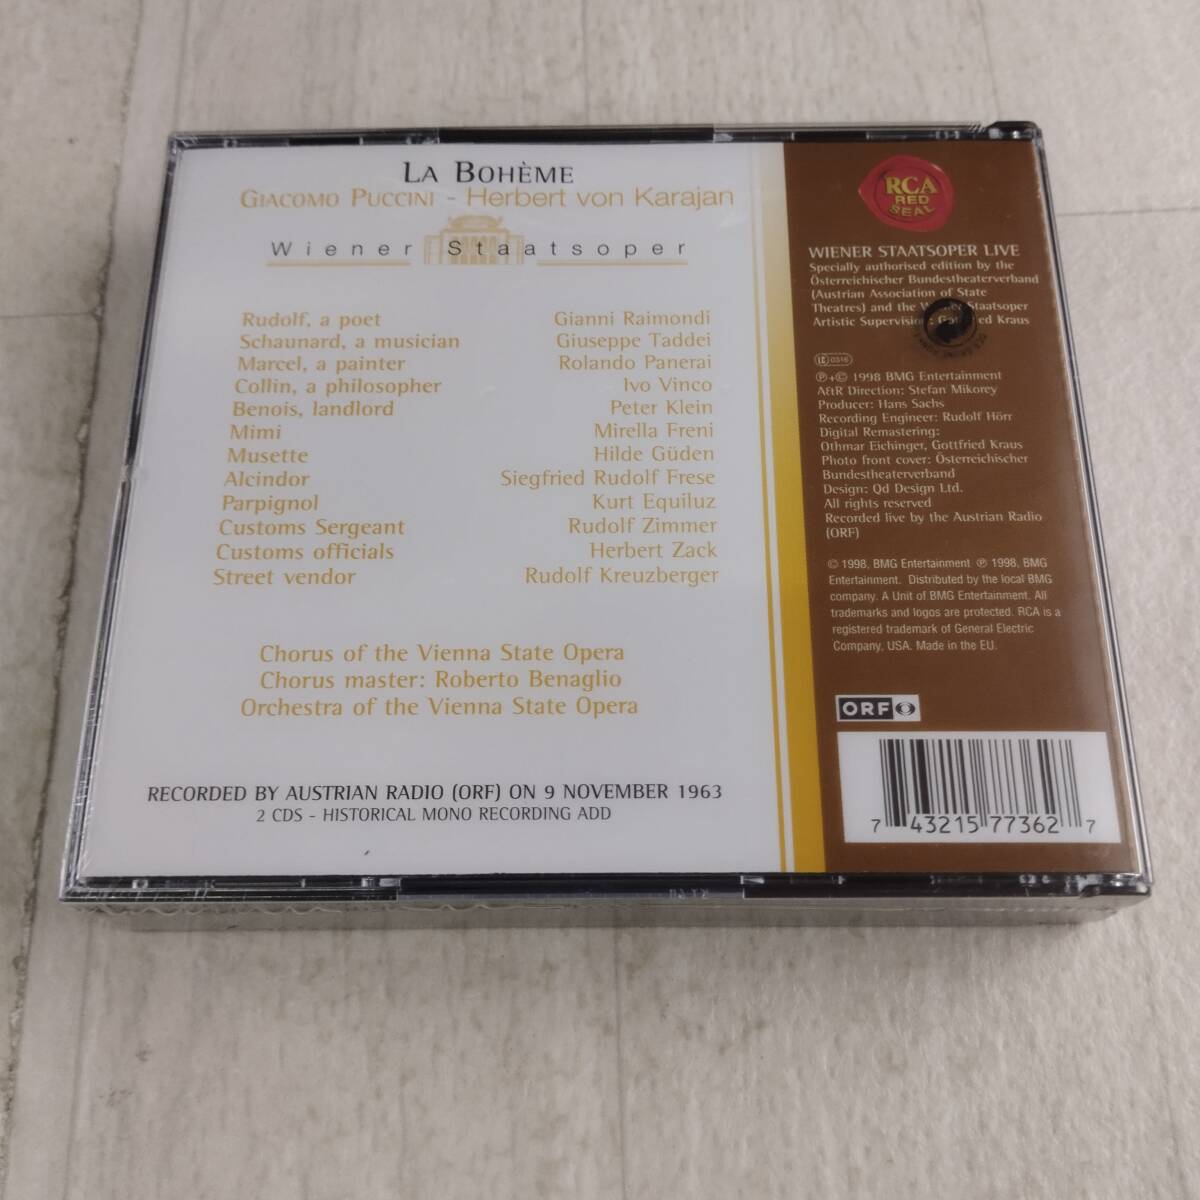 LA BOHÈME
GIACOMO PUCCINI - Herbert von Karajan
Wiener Staatsoper
Rudolf, a poet Gianni Raimondi
Schaunard, a musician Giuseppe Taddei
Marcel, a painter Rolando Panerai
Collin, a philosopher Ivo Vinco
Benois, landlord Peter Klein
Mimi Mirella Freni
Musette Hilde Güden
Alcindor Siegfried Rudolf Frese
Parpignol Kurt Equiluz
Customs Sergeant Rudolf Zimmer
Customs officials Herbert Zack
Street vendor Rudolf Kreuzberger
Chorus of the Vienna State Opera
Chorus master: Roberto Benaglio
Orchestra of the Vienna State Opera
RECORDED BY AUSTRIAN RADIO (ORF) ON 9 NOVEMBER 1963
2 CDS - HISTORICAL MONO RECORDING ADD
RCA
RED
SEAL
WIENER STAATSOPER LIVE
Specially authorised edition by the
Österreichischer Bundestheaterverband
(Austrian Association of State
Theatres) and the Staatsoper
Artistic Supervision: Kraus
LC 0316
℗+© 1998 BMG Entertainment
A&R Direction: Stefan Mikorey
Producer: Hans Sachs
Recording Engineer: Rudolf Hörr
Digital Remastering:
Othmar Eichinger, Gottfried Kraus
Photo front cover: Österreichischer
Bundestheaterverband
Design: Qd Design Ltd.
All rights reserved
Recorded live by the Austrian Radio
(ORF)
© 1998, BMG Entertainment ℗ 1998, BMG
Entertainment. Distributed by the local BMG
company. A Unit of BMG Entertainment. All
trademarks and logos are protected. RCA is a
registered trademark of General Electric
Company, USA. Made in the EU.
ORF
7 43215 77362 7